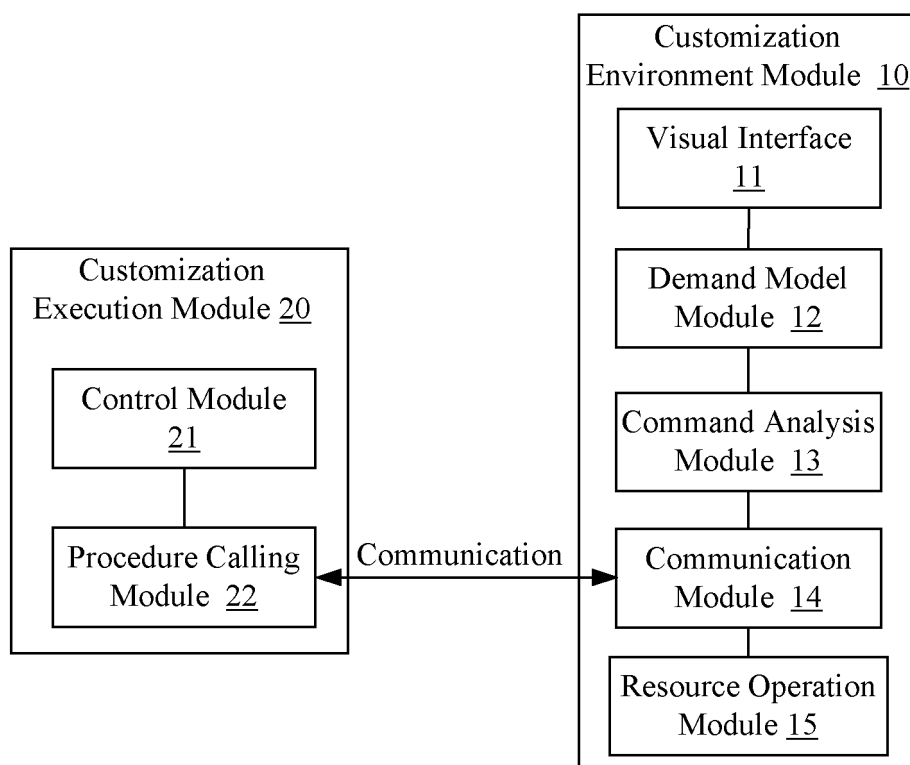 Customization
Environment Module 10
Visual Interface
11
Demand Model
Module 12
Command Analysis
Module 13
Communication
Module 14
Resource Operation
Module 15
Customization
Execution Module 20
Control Module
21
Procedure Calling
Module 22
Communication